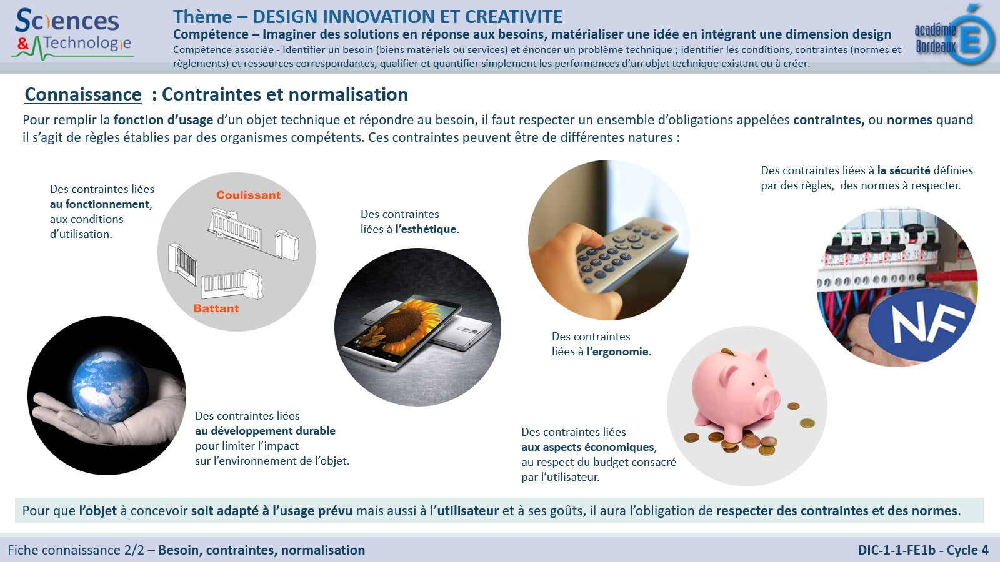 Sciences
& Technologie
Thème – DESIGN INNOVATION ET CREATIVITE
Compétence – Imaginer des solutions en réponse aux besoins, matérialiser une idée en intégrant une dimension design
Compétence associée - Identifier un besoin (biens matériels ou services) et énoncer un problème technique ; identifier les conditions, contraintes (normes et
règlements) et ressources correspondantes, qualifier et quantifier simplement les performances d’un objet technique existant ou à créer.
académie
Bordeaux
É
Connaissance : Contraintes et normalisation
Pour remplir la fonction d’usage d’un objet technique et répondre au besoin, il faut respecter un ensemble d’obligations appelées contraintes, ou normes quand
il s’agit de règles établies par des organismes compétents. Ces contraintes peuvent être de différentes natures :
Des contraintes liées
au fonctionnement,
aux conditions
d’utilisation.
Coulissant
Battant
Des contraintes
liées à l’esthétique.
Des contraintes liées à la sécurité définies
par des règles, des normes à respecter.
NF
Des contraintes
liées à l’ergonomie.
Des contraintes liées
au développement durable
pour limiter l’impact
sur l’environnement de l’objet.
Des contraintes liées
aux aspects économiques,
au respect du budget consacré
par l’utilisateur.
Pour que l’objet à concevoir soit adapté à l’usage prévu mais aussi à l’utilisateur et à ses goûts, il aura l’obligation de respecter des contraintes et des normes.
Fiche connaissance 2/2 – Besoin, contraintes, normalisation
DIC-1-1-FE1b - Cycle 4